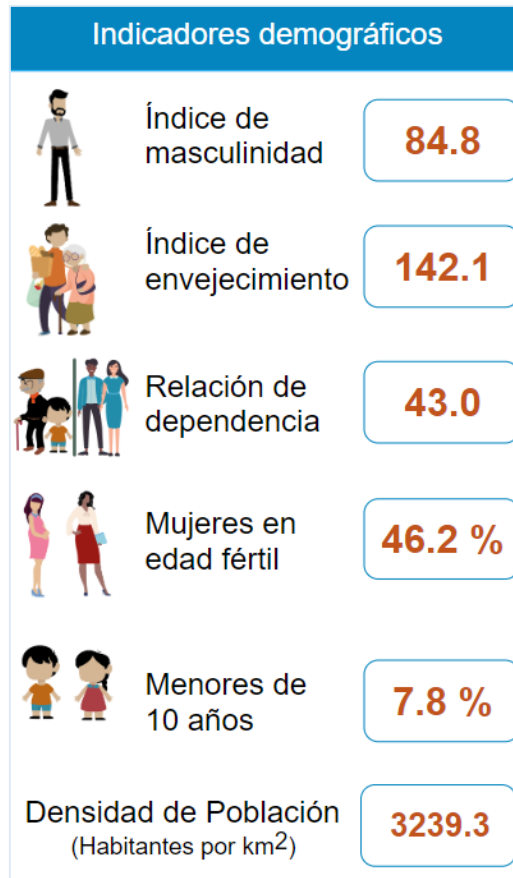 Indicadores demográficos
Índice de
masculinidad
84.8
Índice de
envejecimiento
142.1
Relación de
dependencia
43.0
Mujeres en
edad fértil
46.2 %
Menores de
10 años
7.8 %
Densidad de Población
(Habitantes por km2)
3239.3